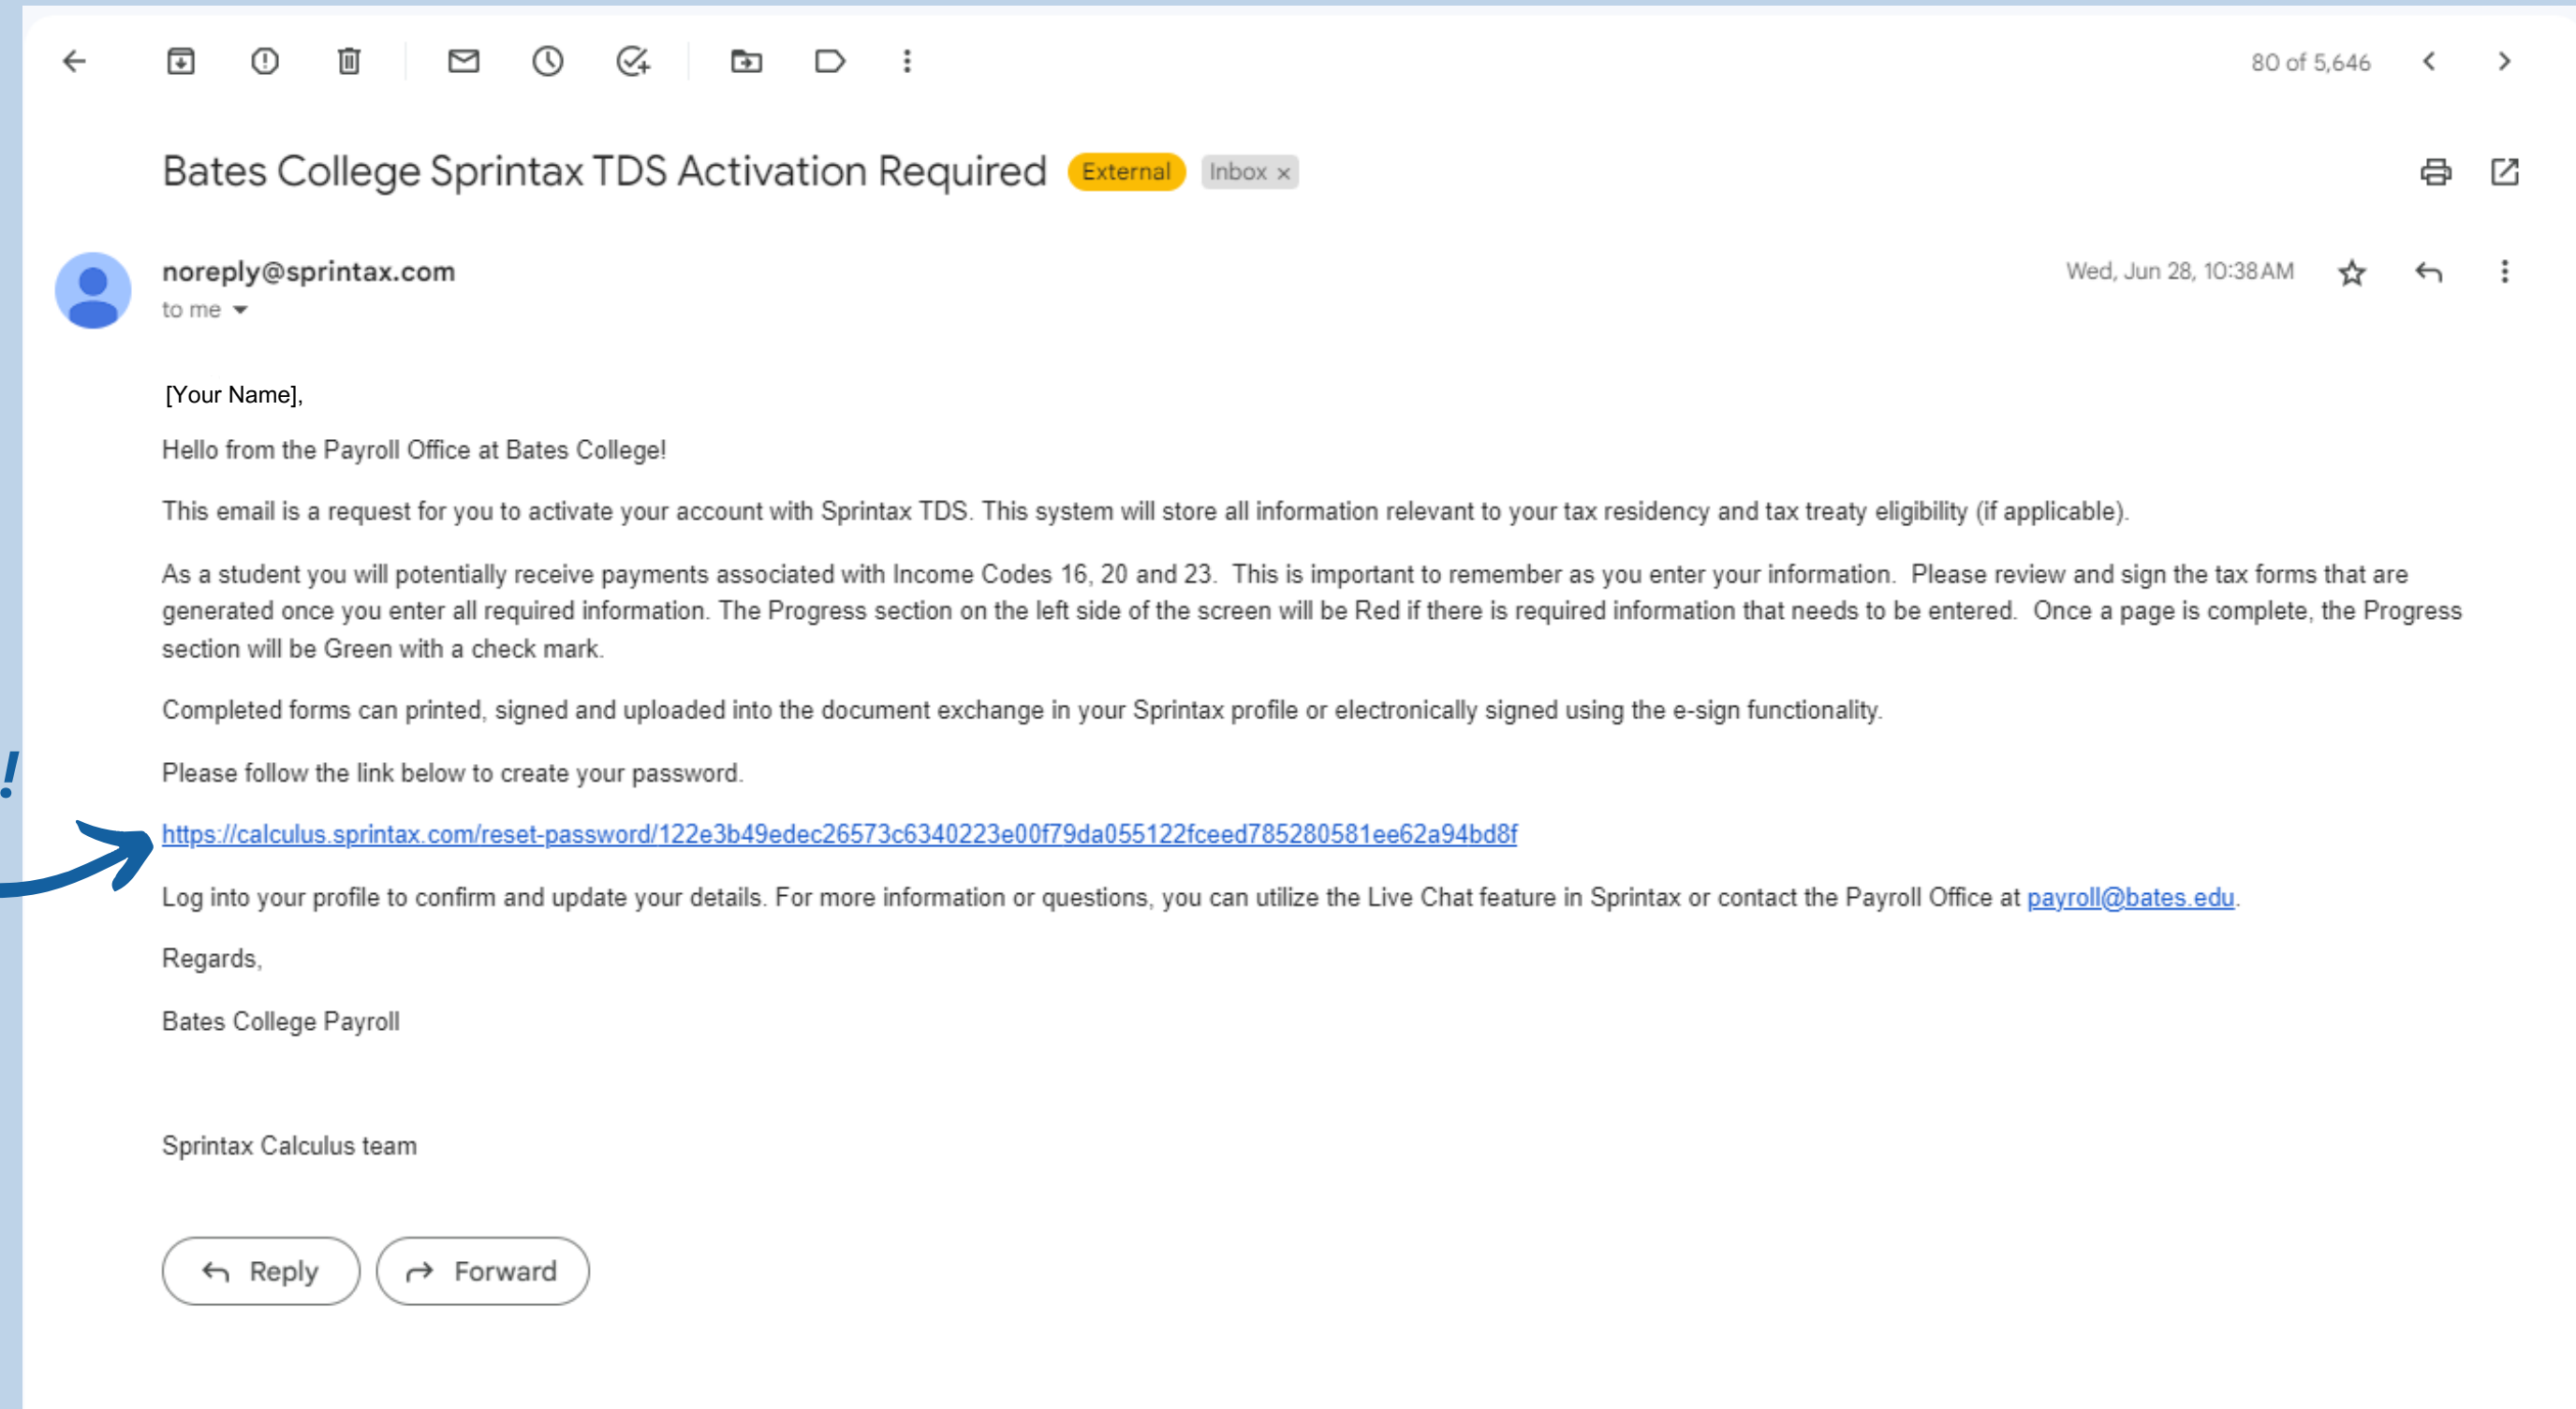 80 of 5,646
Bates College Sprintax TDS Activation Required External Inbox ×
noreply@sprintax.com
Wed, Jun 28, 10:38 AM
to me
[Your Name],
Hello from the Payroll Office at Bates College!
This email is a request for you to activate your account with Sprintax TDS. This system will store all information relevant to your tax residency and tax treaty eligibility (if applicable).
As a student you will potentially receive payments associated with Income Codes 16, 20 and 23. This is important to remember as you enter your information. Please review and sign the tax forms that are
generated once you enter all required information. The Progress section on the left side of the screen will be Red if there is required information that needs to be entered. Once a page is complete, the Progress
section will be Green with a check mark.
Completed forms can printed, signed and uploaded into the document exchange in your Sprintax profile or electronically signed using the e-sign functionality.
!
Please follow the link below to create your password.
https://calculus.sprintax.com/reset-password/122e3b49edec26573c6340223e00f79da055122fceed785280581ee62a94bd8f
Log into your profile to confirm and update your details. For more information or questions, you can utilize the Live Chat feature in Sprintax or contact the Payroll Office at payroll@bates.edu.
Regards,
Bates College Payroll
Sprintax Calculus team
Reply Forward